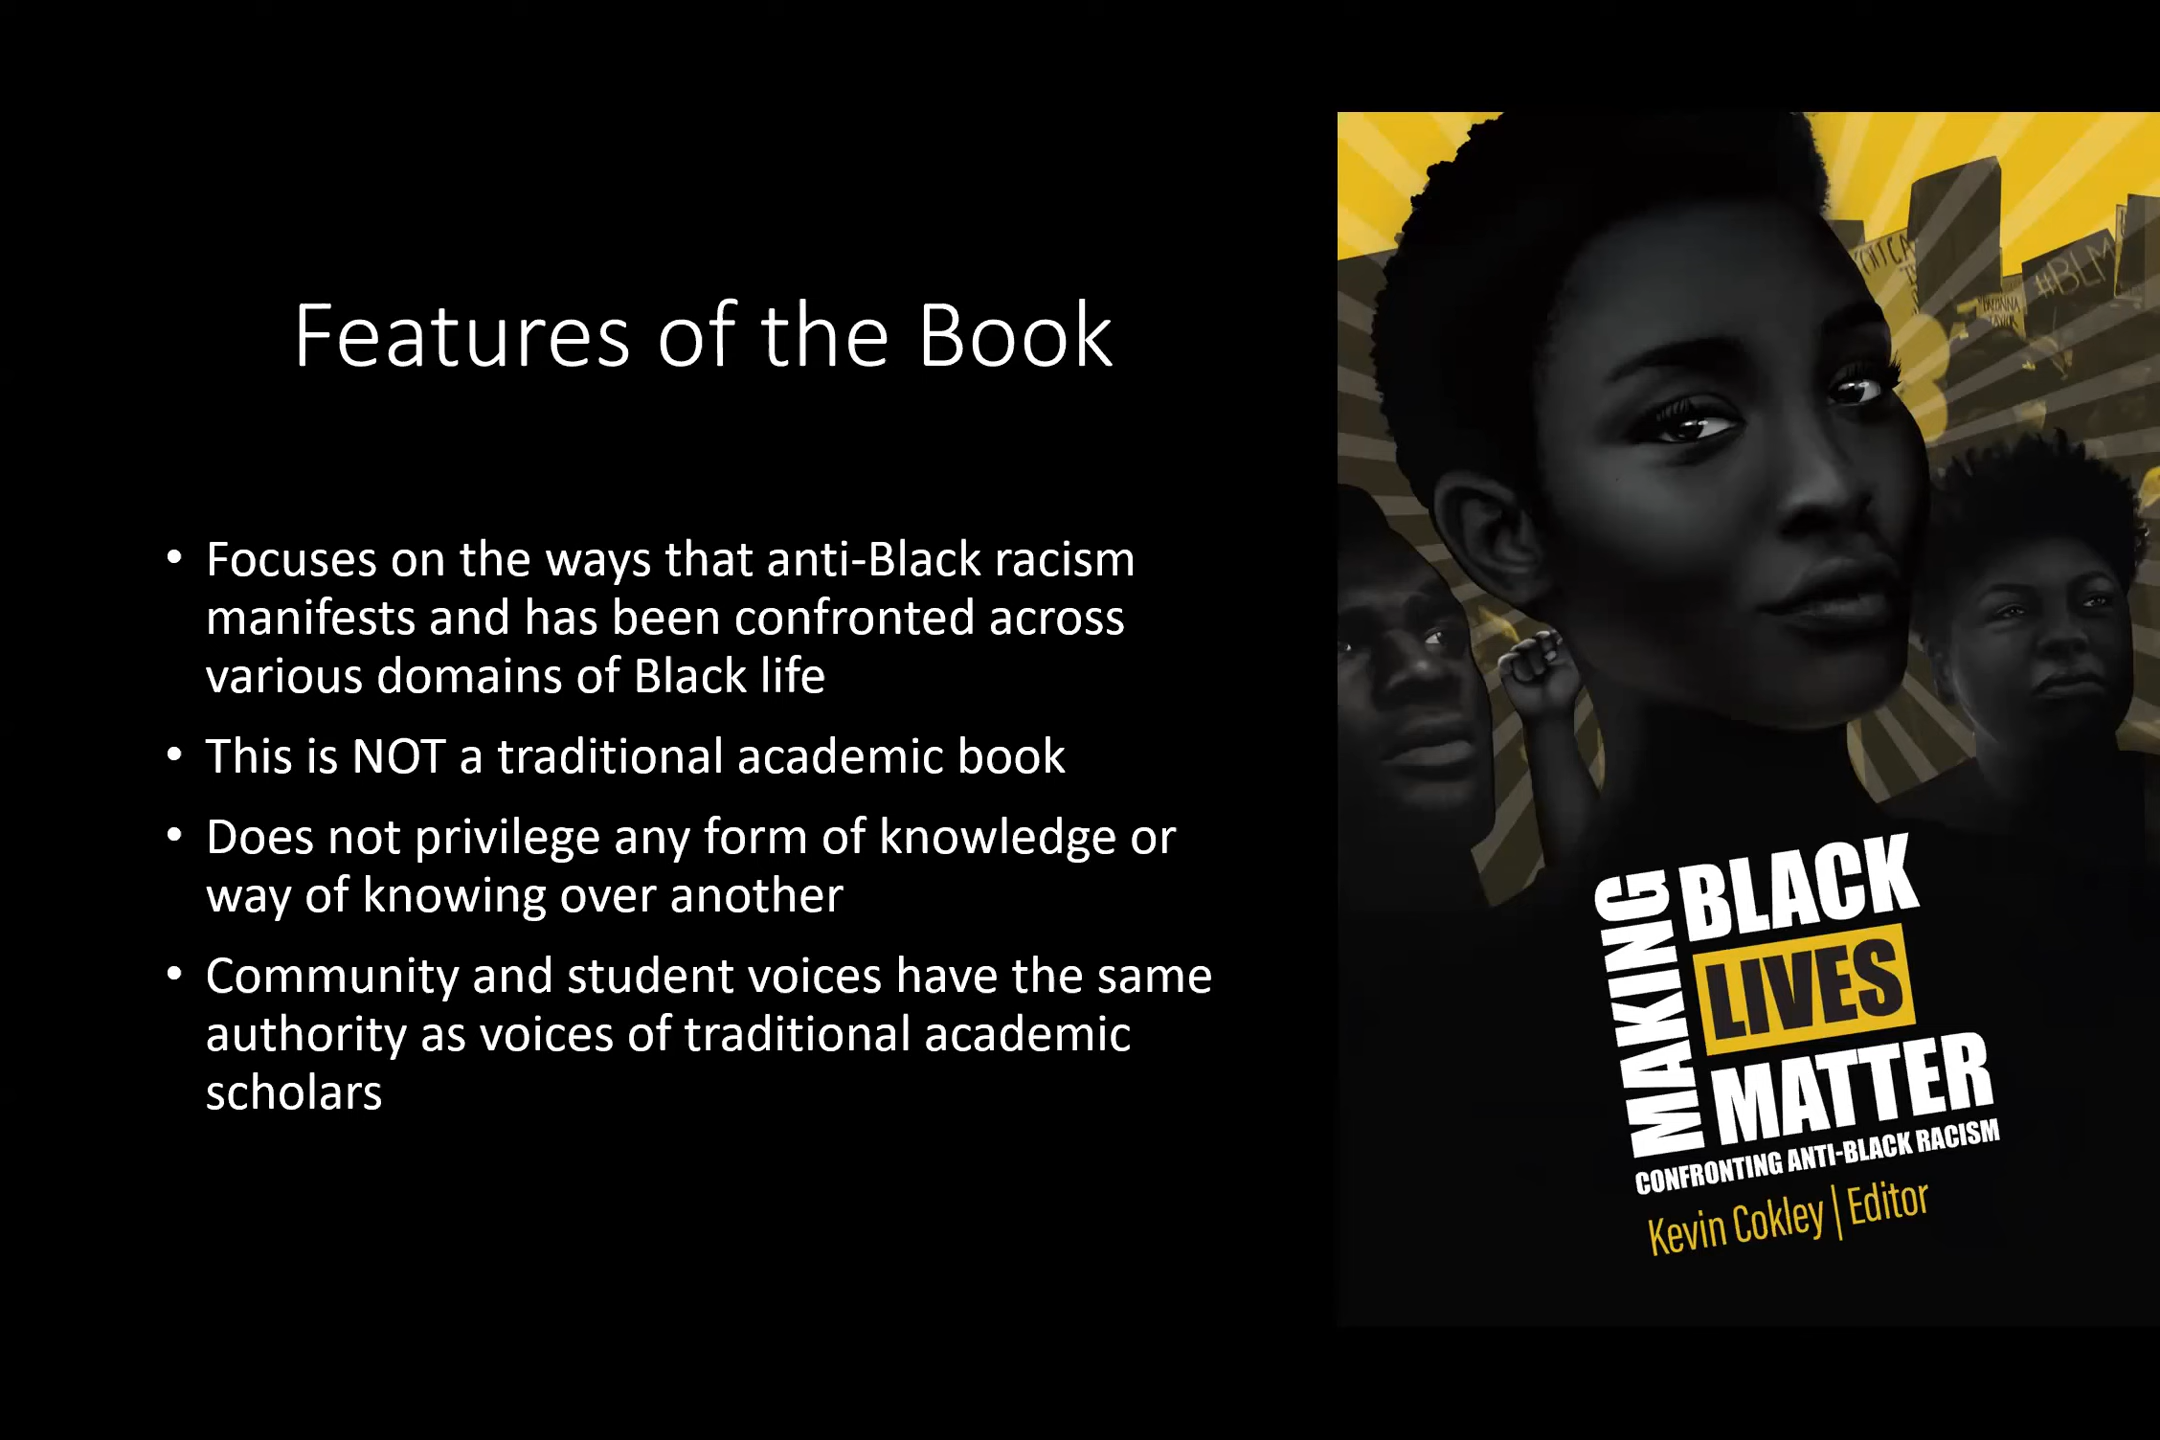 Features of the Book
• Focuses on the ways that anti-Black racism
manifests and has been confronted across
various domains of Black life
• This is NOT a traditional academic book
• Does not privilege any form of knowledge or
way of knowing over another
• Community and student voices have the same
authority as voices of traditional academic
scholars
#BLM
MAKING
BLACK
LIVES
MATTER
CONFRONTING ANTI-BLACK RACISM
Kevin Cokley | Editor